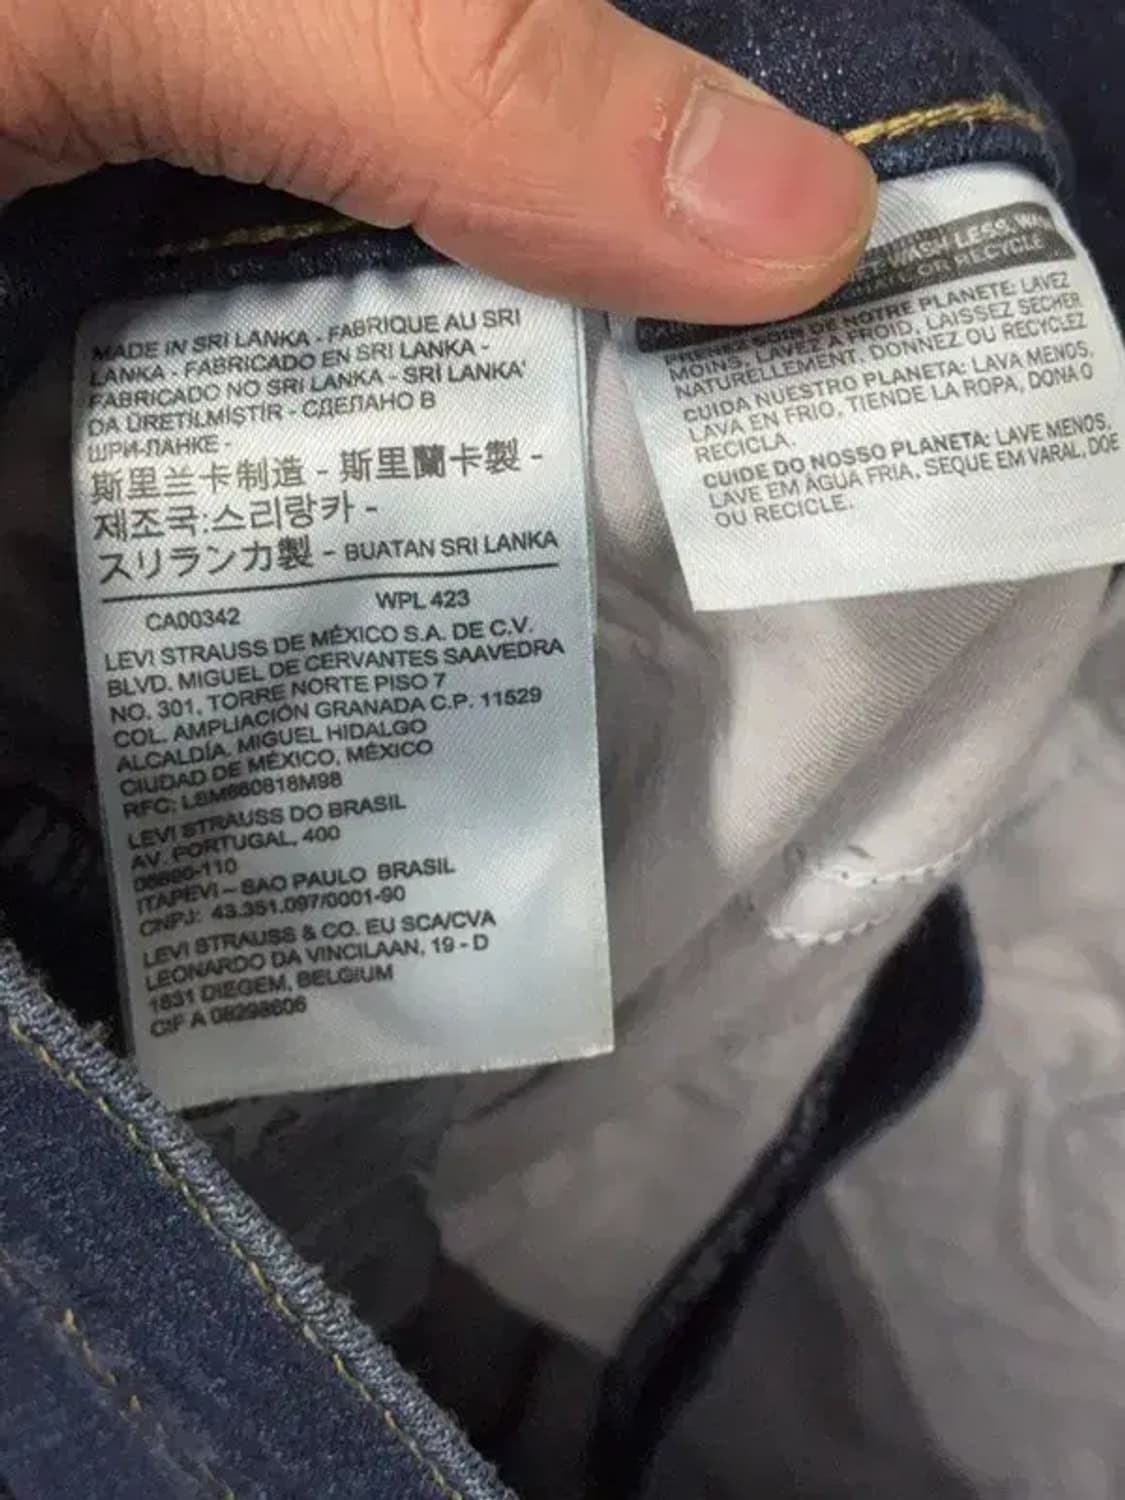 MADE IN SRI LANKA - FABRIQUE AU SRI
LANKA - FABRICADO EN SRI LANKA -
FABRICADO NO SRI LANKA - SRİ LANKA'
DA ÜRETİLMİŞTİR - СДЕЛАНО В
ШРИ-ЛАНКЕ -
斯里兰卡制造 - 斯里蘭卡製 -
제조국:스리랑카 -
スリランカ製 - BUATAN SRI LANKA
CA00342 WPL 423
LEVI STRAUSS DE MÉXICO S.A. DE C.V.
BLVD. MIGUEL DE CERVANTES SAAVEDRA
NO. 301, TORRE NORTE PISO 7
COL. AMPLIACIÓN GRANADA C.P. 11529
ALCALDÍA, MIGUEL HIDALGO
CIUDAD DE MÉXICO, MÉXICO
RFC: LSM860818M98
LEVI STRAUSS DO BRASIL
AV. PORTUGAL, 400
06690-110
ITAPEVI – SAO PAULO BRASIL
CNPJ: 43.351.097/0001-90
LEVI STRAUSS & CO. EU SCA/CVA
LEONARDO DA VINCILAAN, 19 - D
1831 DIEGEM, BELGIUM
CIF A 08298606
WASH LESS, WA
OR RECYCLE
PRENEZ SOIN DE NOTRE PLANETE: LAVEZ
MOINS, LAVEZ A FROID, LAISSEZ SECHER
NATURELLEMENT. DONNEZ OU RECYCLEZ
CUIDA NUESTRO PLANETA: LAVA MENOS,
LAVA EN FRIO, TIENDE LA ROPA, DONA O
RECICLA.
CUIDE DO NOSSO PLANETA: LAVE MENOS,
LAVE EM ÁGUA FRIA, SEQUE EM VARAL, DOE
OU RECICLE.